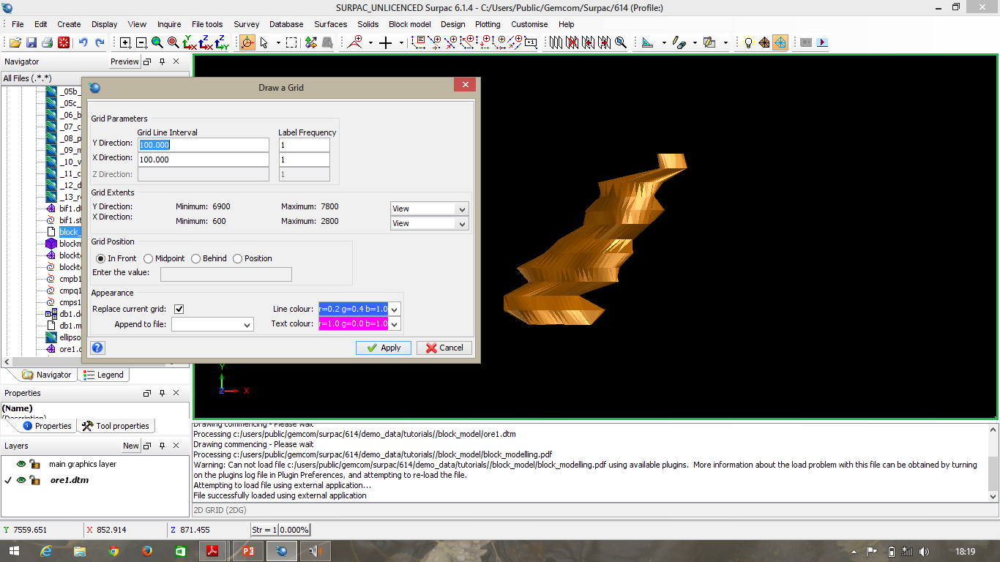 SURPAC_UNLICENCED Surpac 6.1.4 - C:/Users/Public/Gemcom/Surpac/614 (Profile:)
File Edit Create Display View Inquire File tools Survey Database Surfaces Solids Block model Design Plotting Customise Help
Navigator Preview
All Files (*.*)
_05b_
_05c_
_06_b
_07_c
_08_p
_09_m
_10_v
_11_c
_12_d
_13_r
bif1.d
bif1.st
block_
blockm
blockt
blockt
cmpb1
cmpq1
cmps1
db1.d
db1.m
ellipso
ore1.d
Draw a Grid
Grid Parameters
Grid Line Interval Label Frequency
Y Direction: 100.000 1
X Direction: 100.000 1
Z Direction: 1
Grid Extents
Y Direction: Minimum: 6900 Maximum: 7800 View
X Direction: Minimum: 600 Maximum: 2800 View
Grid Position
In Front Midpoint Behind Position
Enter the value:
Appearance
Replace current grid: Line colour: r=0.2 g=0.4 b=1.0
Append to file: Text colour: r=1.0 g=0.0 b=1.0
? Apply Cancel
Navigator Legend
Y
Z X
Properties
(Name)
(Description)
Properties Tool properties
Layers New
main graphics layer
ore1.dtm
Drawing commencing - Please wait
Processing c:/users/public/gemcom/surpac/614/demo_data/tutorials//block_model/ore1.dtm
Drawing commencing - Please wait
Processing c:/users/public/gemcom/surpac/614/demo_data/tutorials//block_model/block_modelling.pdf
Warning: Can not load file c:/users/public/gemcom/surpac/614/demo_data/tutorials//block_model/block_modelling.pdf using available plugins. More information about the load problem with this file can be obtained by turning
on the plugins log file in Plugin Preferences, and attempting to re-load the file.
Attempting to load file using external application...
File successfully loaded using external application
2D GRID (2DG)
Y 7559.651 X 852.914 Z 871.455 Str = 1 0.000%
18:19